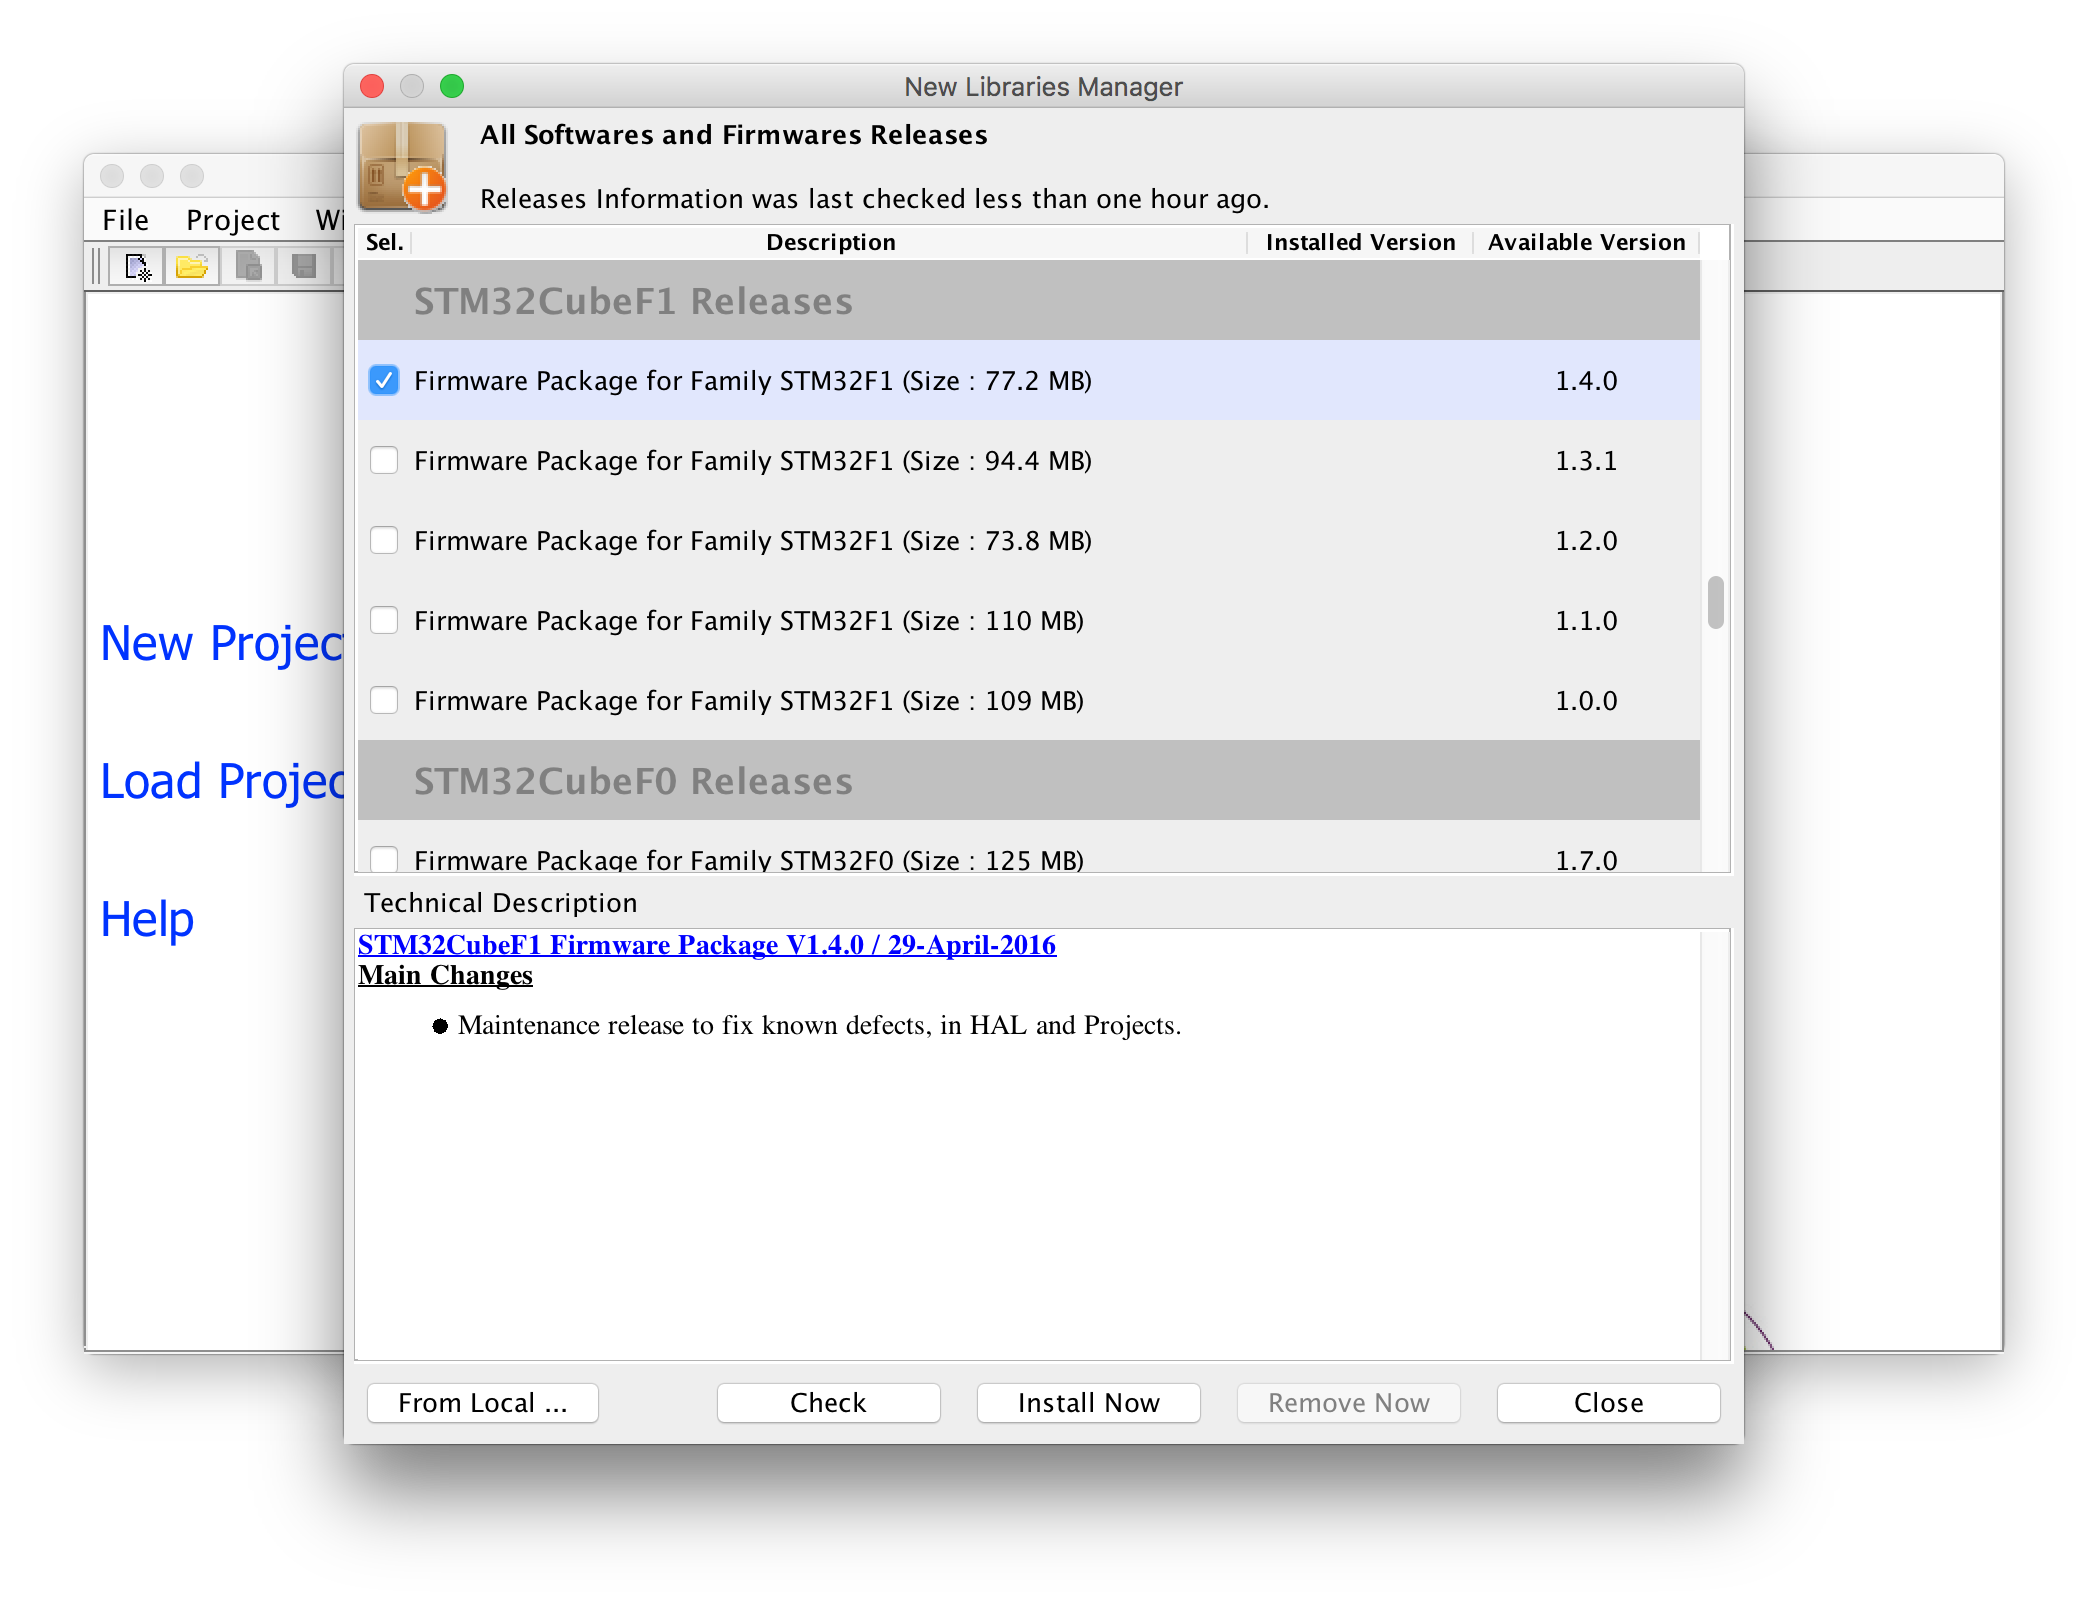 New Libraries Manager
All Softwares and Firmwares Releases
Releases Information was last checked less than one hour ago.
File Project
Sel. Description Installed Version Available Version
STM32CubeF1 Releases
Firmware Package for Family STM32F1 (Size : 77.2 MB) 1.4.0
Firmware Package for Family STM32F1 (Size : 94.4 MB) 1.3.1
Firmware Package for Family STM32F1 (Size : 73.8 MB) 1.2.0
Firmware Package for Family STM32F1 (Size : 110 MB) 1.1.0
Firmware Package for Family STM32F1 (Size : 109 MB) 1.0.0
STM32CubeF0 Releases
Firmware Package for Family STM32F0 (Size : 125 MB) 1.7.0
New Projec
Load Projec
Help
Technical Description
STM32CubeF1 Firmware Package V1.4.0 / 29-April-2016
Main Changes
Maintenance release to fix known defects, in HAL and Projects.
From Local ... Check Install Now Remove Now Close